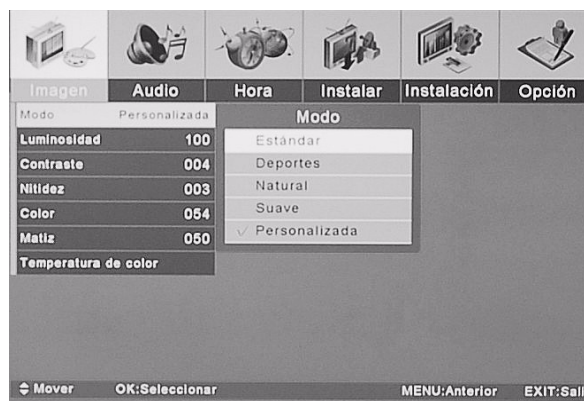 Imagen Audio Hora Instalar Instalación Opción
Modo Personalizada
Luminosidad 100
Contraste 004
Nitidez 003
Color 054
Matiz 050
Temperatura de color
Modo
Estándar
Deportes
Natural
Suave
✓ Personalizada
Mover OK:Seleccionar MENU:Anterior EXIT:Sali